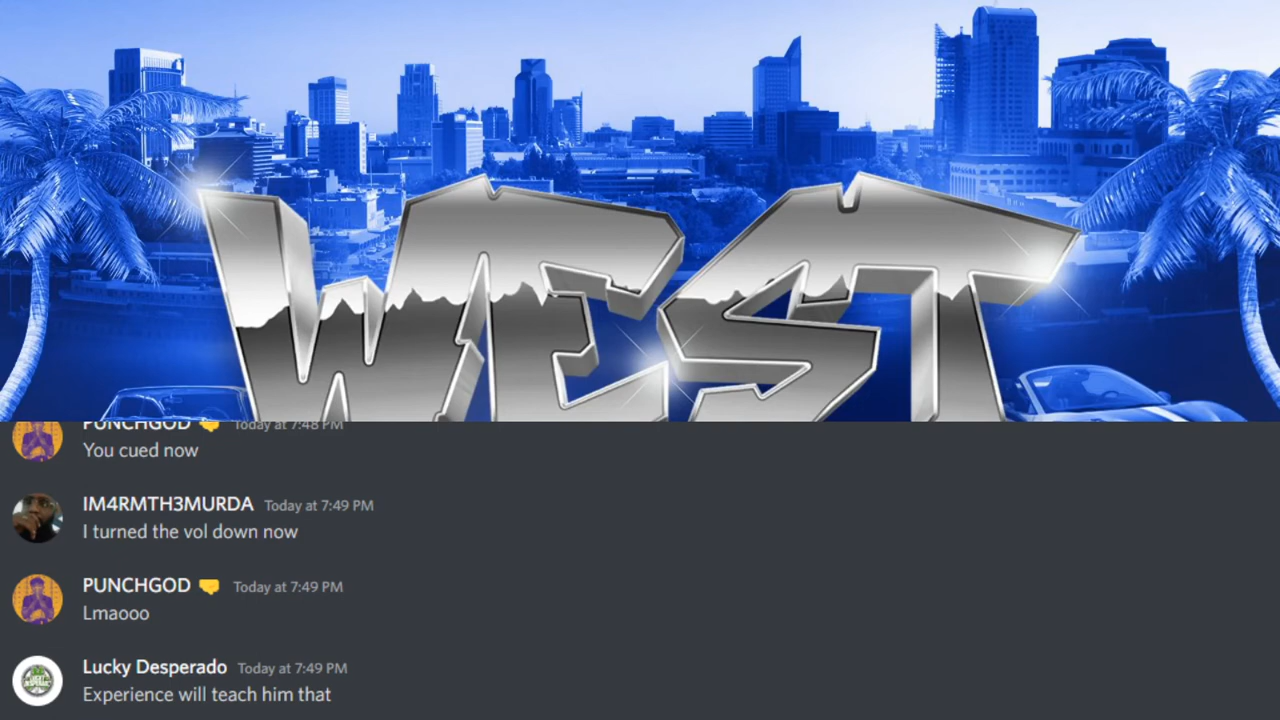 WEST
PUNCHGOD 🤜 Today at 7:48 PM
You cued now
IM4RMTH3MURDA Today at 7:49 PM
I turned the vol down now
PUNCHGOD 🤜 Today at 7:49 PM
Lmaooo
Lucky Desperado Today at 7:49 PM
Experience will teach him that